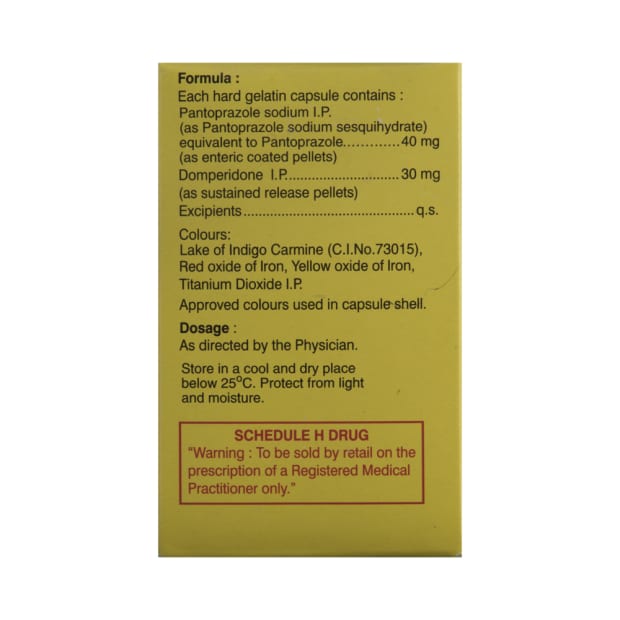 Formula :
Each hard gelatin capsule contains :
Pantoprazole sodium I.P.
(as Pantoprazole sodium sesquihydrate)
equivalent to Pantoprazole.............40 mg
(as enteric coated pellets)
Domperidone I.P..........................30 mg
(as sustained release pellets)
Excipients..........................................q.s.
Colours:
Lake of Indigo Carmine (C.I.No.73015),
Red oxide of Iron, Yellow oxide of Iron,
Titanium Dioxide I.P.
Approved colours used in capsule shell.
Dosage :
As directed by the Physician.
Store in a cool and dry place
below 25°C. Protect from light
and moisture.
SCHEDULE H DRUG
"Warning : To be sold by retail on the
prescription of a Registered Medical
Practitioner only."